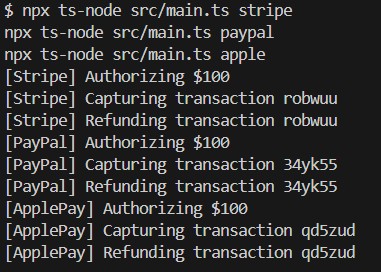 $ npx ts-node src/main.ts stripe
npx ts-node src/main.ts paypal
npx ts-node src/main.ts apple
[Stripe] Authorizing $100
[Stripe] Capturing transaction robwuu
[Stripe] Refunding transaction robwuu
[PayPal] Authorizing $100
[PayPal] Capturing transaction 34yk55
[PayPal] Refunding transaction 34yk55
[ApplePay] Authorizing $100
[ApplePay] Capturing transaction qd5zud
[ApplePay] Refunding transaction qd5zud